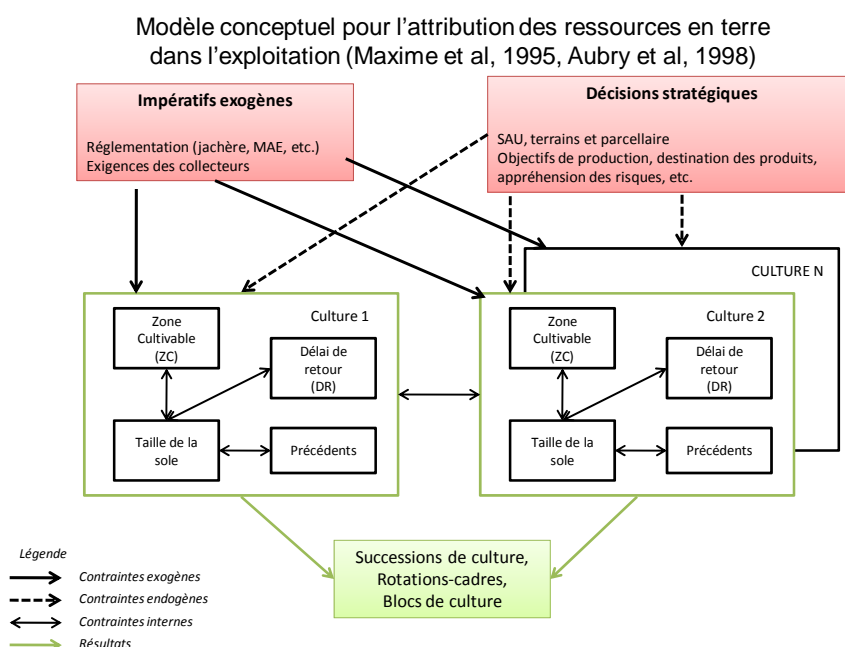 Modèle conceptuel pour l'attribution des ressources en terre
dans l'exploitation (Maxime et al, 1995, Aubry et al, 1998)
Impératifs exogènes
Réglementation (jachère, MAE, etc.)
Exigences des collecteurs
Décisions stratégiques
SAU, terrains et parcellaire
Objectifs de production, destination des produits,
appréhension des risques, etc.
CULTURE N
Culture 1
Zone
Cultivable
(ZC)
Délai de
retour
(DR)
Taille de la
sole
Précédents
Culture 2
Zone
Cultivable
(ZC)
Délai de
retour
(DR)
Taille de la
sole
Précédents
Successions de culture,
Rotations-cadres,
Blocs de culture
Légende
Contraintes exogènes
Contraintes endogènes
Contraintes internes
Résultats